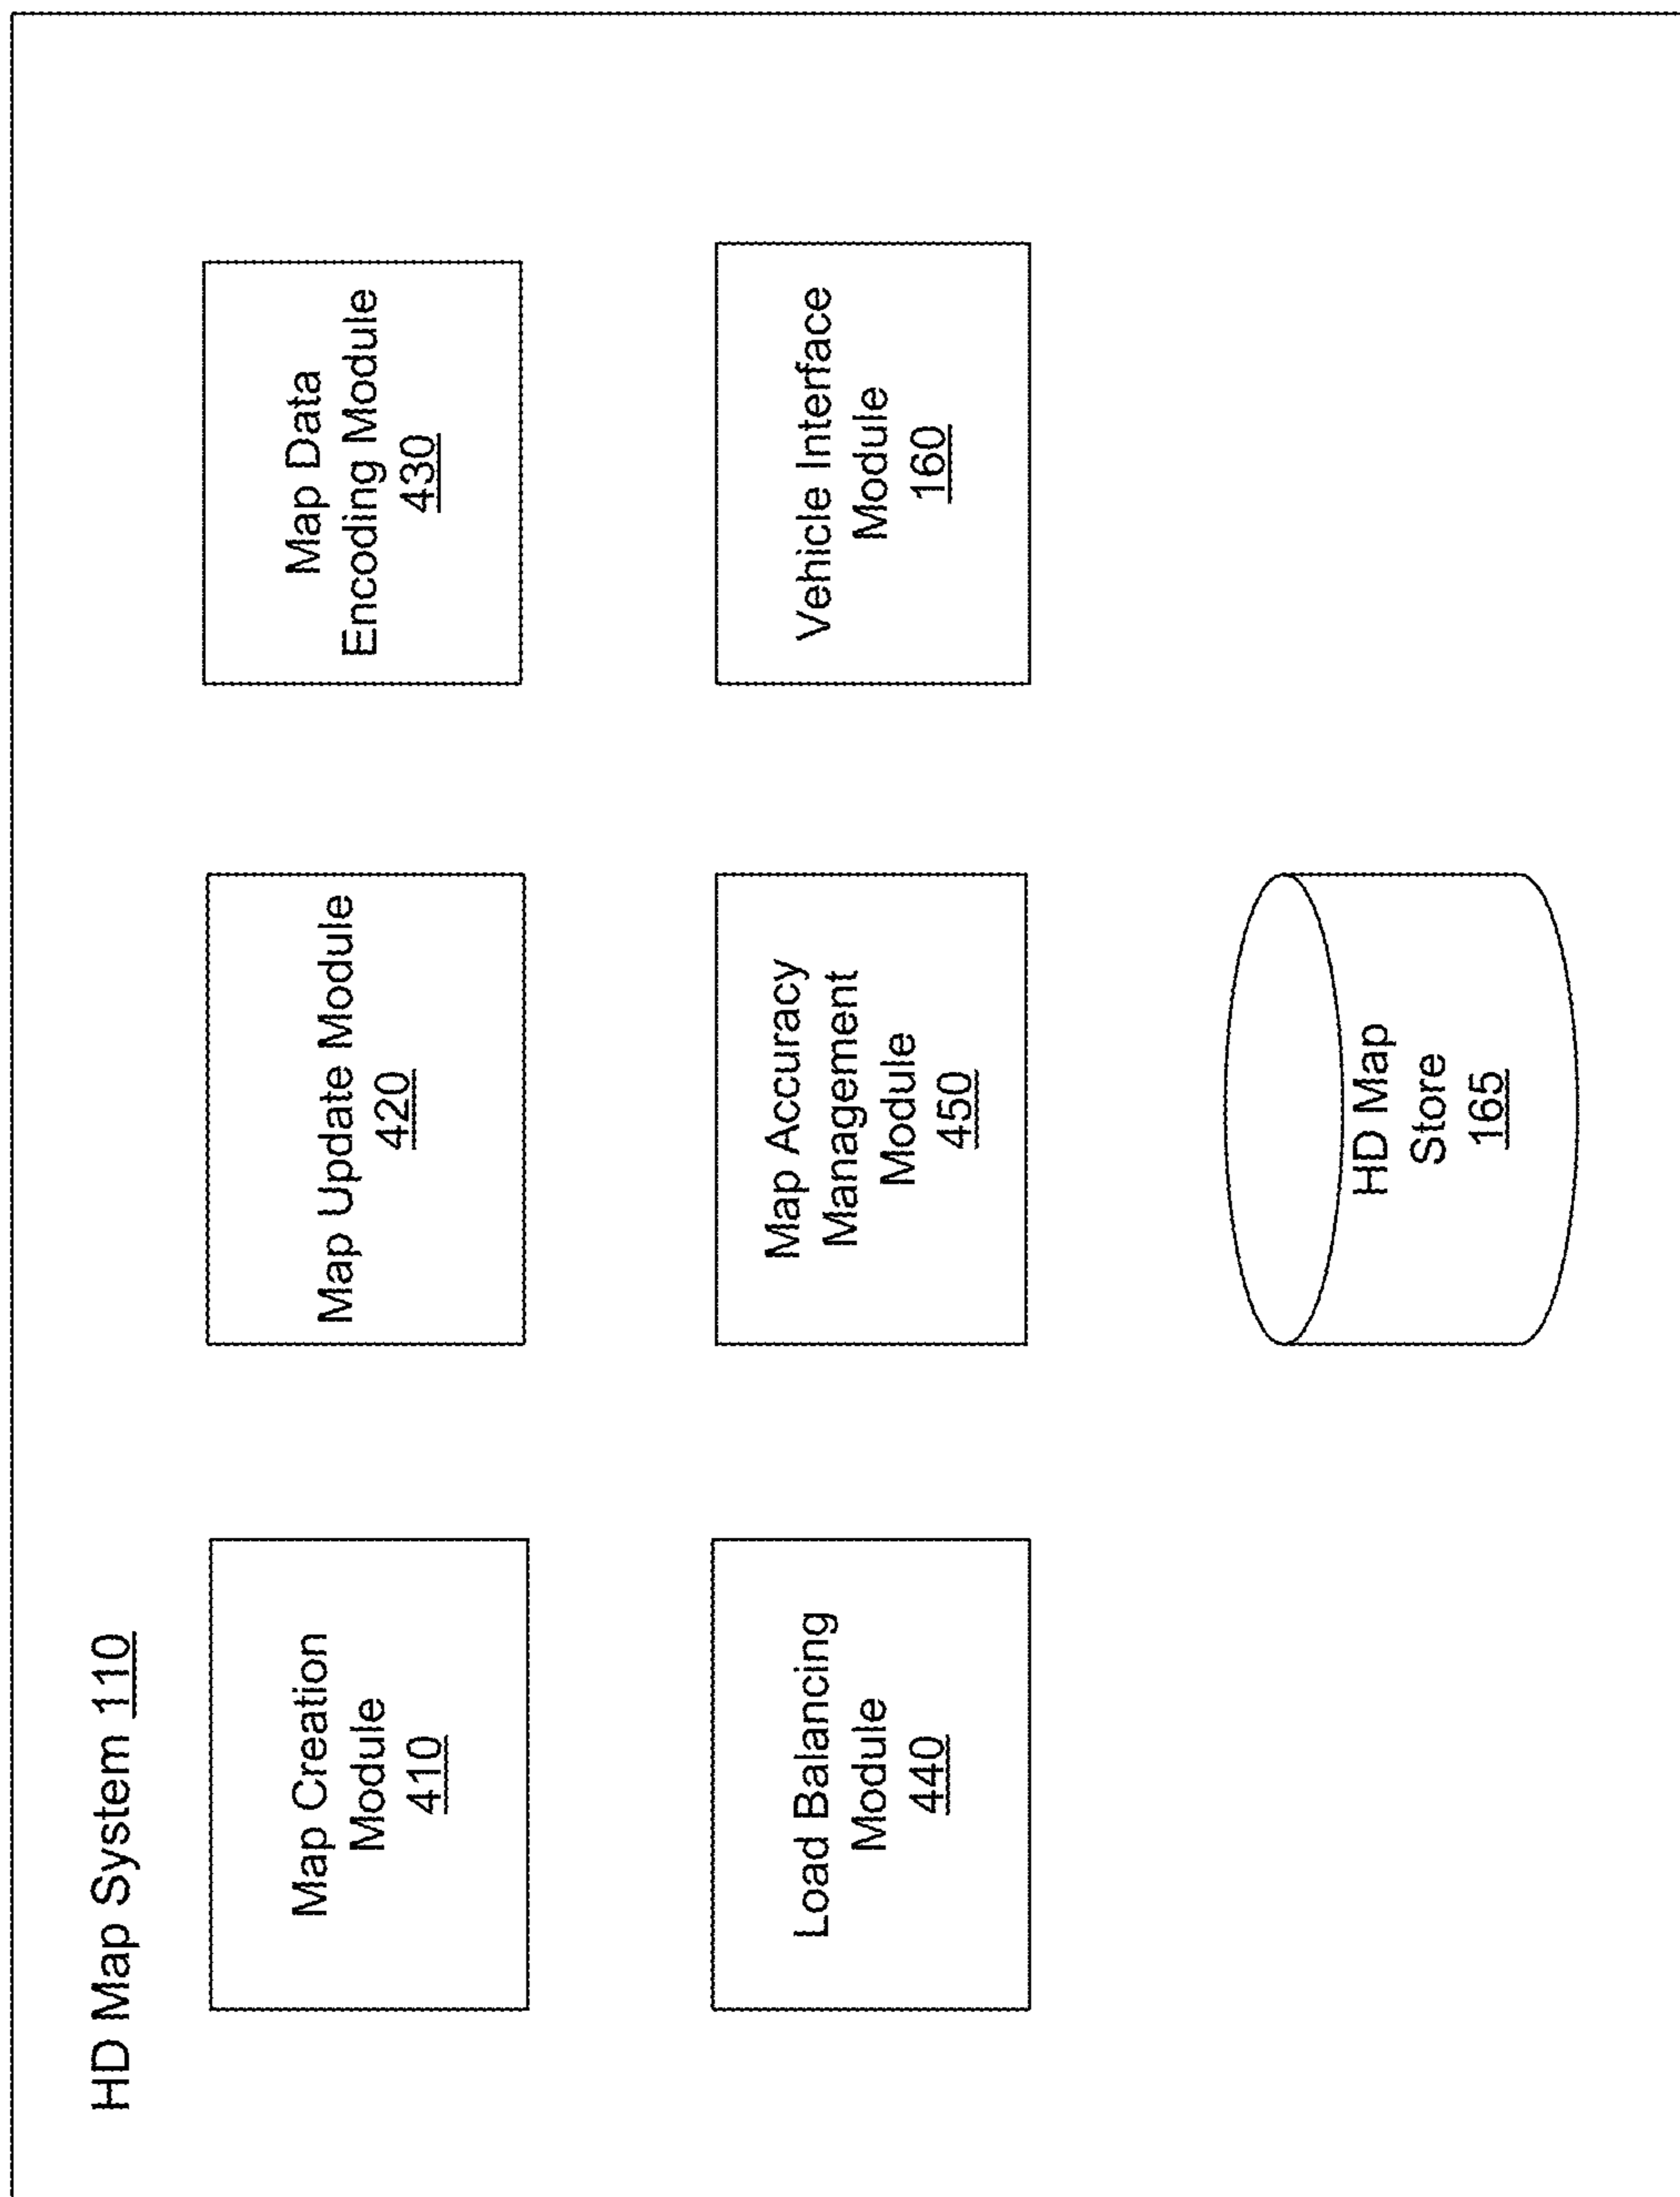 HD Map System 110
Map Creation
Module
410
Map Update Module
420
Map Data
Encoding Module
430
Load Balancing
Module
440
Map Accuracy
Management
Module
450
Vehicle Interface
Module
160
HD Map
Store
165